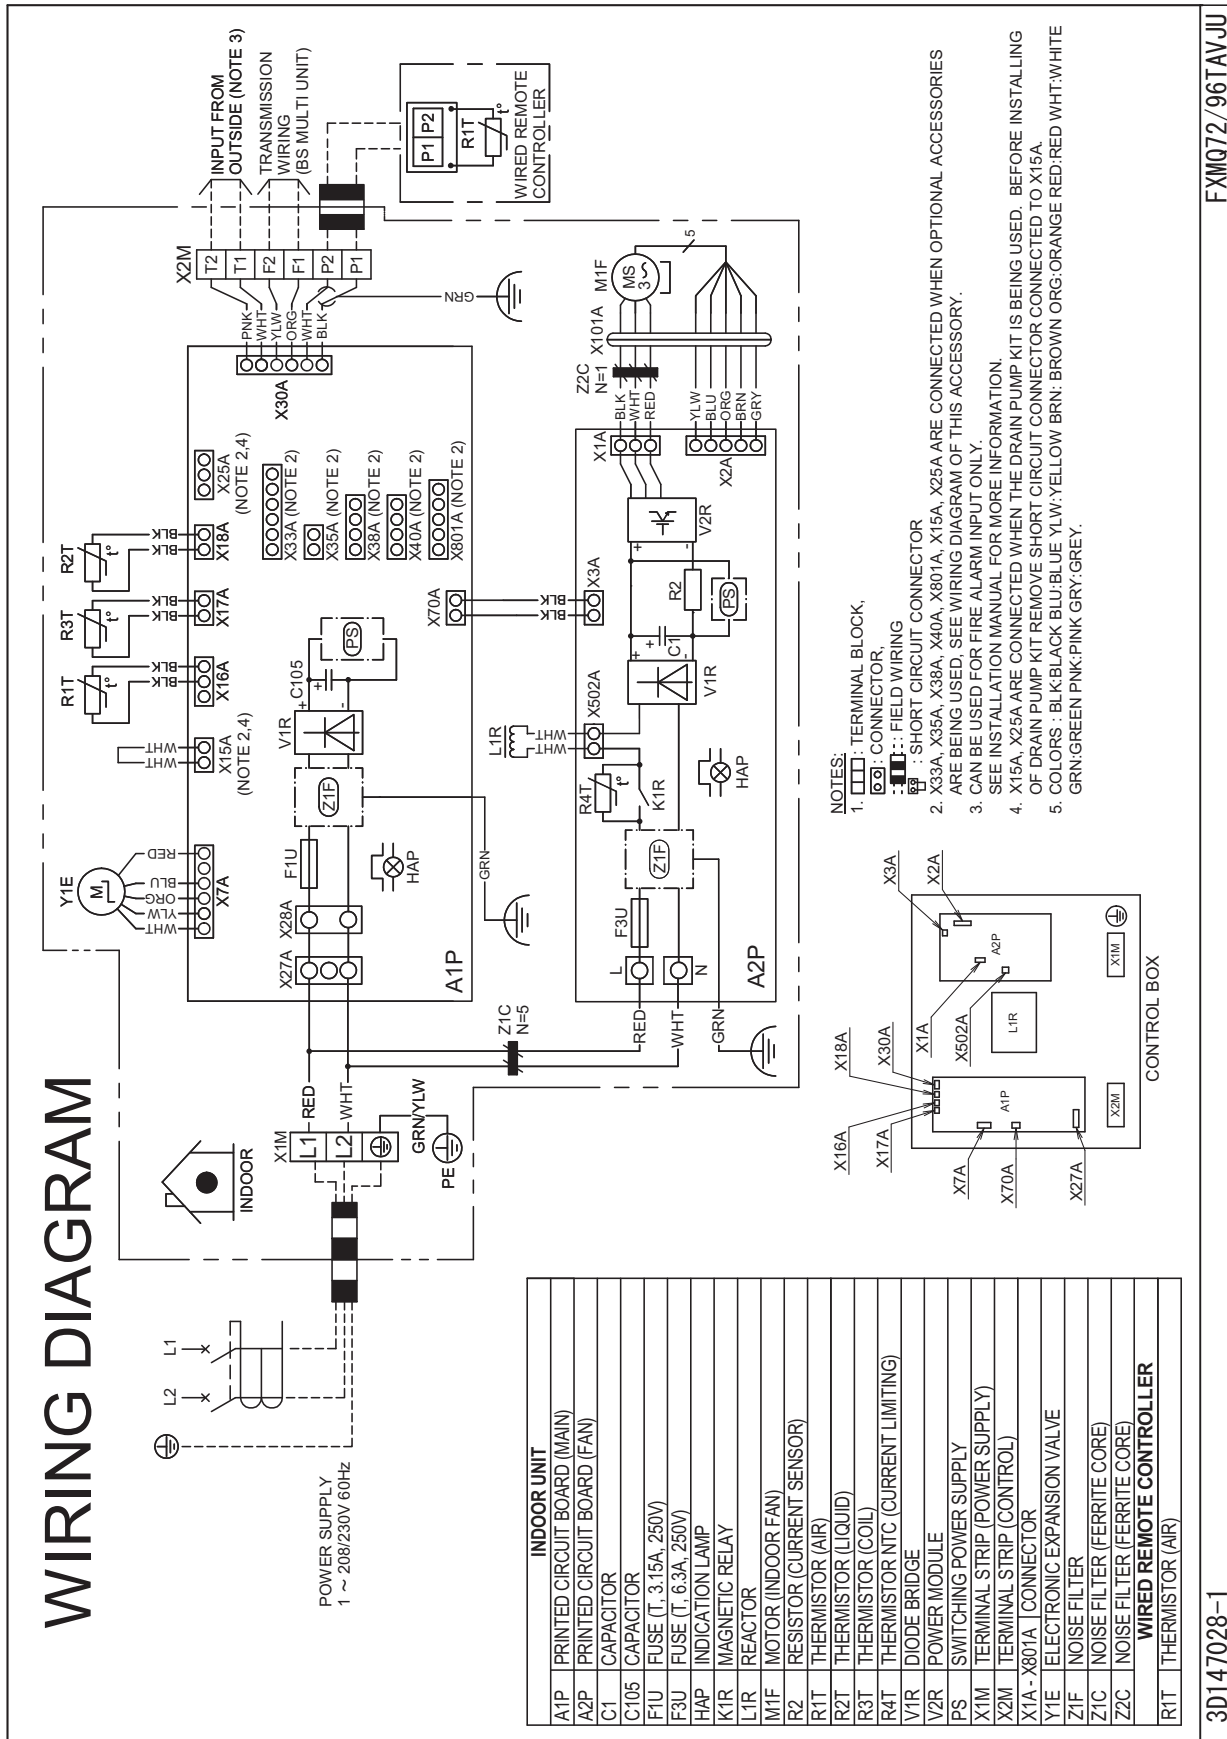 WIRING DIAGRAM
POWER SUPPLY
1 ~ 208/230V 60Hz
L2
L1
INDOOR
X1M
L1
L2
RED
WHT
GRN/YLW
PE
Z1C
N=5
Y1E
M
WHT
YLW
ORG
BLU
RED
X7A
WHT
WHT
X15A
(NOTE 2,4)
R1T
t°
BLK
BLK
X16A
R3T
t°
BLK
BLK
X17A
R2T
t°
BLK
BLK
X18A
X25A
(NOTE 2,4)
X33A (NOTE 2)
X35A (NOTE 2)
X38A (NOTE 2)
X40A (NOTE 2)
X801A (NOTE 2)
X27A
X28A
F1U
Z1F
V1R
+
-
+
C105
PS
HAP
GRN
A1P
X70A
X30A
PNK
WHT
YLW
ORG
WHT
BLK
X2M
T2
T1
F2
F1
P2
P1
GRN
INPUT FROM
OUTSIDE (NOTE 3)
TRANSMISSION
WIRING
(BS MULTI UNIT)
P1
P2
R1T
t°
WIRED REMOTE
CONTROLLER
BLK
BLK
X3A
RED
WHT
GRN
L
N
F3U
Z1F
R4T
t°
K1R
L1R
WHT
WHT
X502A
HAP
V1R
+
-
+
C1
R2
PS
+
-
V2R
A2P
X1A
X2A
BLK
WHT
RED
YLW
BLU
ORG
BRN
GRY
Z2C
N=1
X101A
M1F
MS
3
5
NOTES:
1. : TERMINAL BLOCK,
: CONNECTOR,
: FIELD WIRING
: SHORT CIRCUIT CONNECTOR
2. X33A, X35A, X38A, X40A, X801A, X15A, X25A ARE CONNECTED WHEN OPTIONAL ACCESSORIES
ARE BEING USED, SEE WIRING DIAGRAM OF THIS ACCESSORY.
3. CAN BE USED FOR FIRE ALARM INPUT ONLY.
SEE INSTALLATION MANUAL FOR MORE INFORMATION.
4. X15A, X25A ARE CONNECTED WHEN THE DRAIN PUMP KIT IS BEING USED. BEFORE INSTALLING
OF DRAIN PUMP KIT REMOVE SHORT CIRCUIT CONNECTOR CONNECTED TO X15A.
5. COLORS : BLK:BLACK BLU:BLUE YLW:YELLOW BRN: BROWN ORG:ORANGE RED:RED WHT:WHITE
GRN:GREEN PNK:PINK GRY:GREY.
X16A
X18A
X17A
X30A
X7A
X70A
X27A
X1A
X502A
X3A
X2A
A1P
L1R
A2P
X2M
X1M
CONTROL BOX
INDOOR UNIT
A1P PRINTED CIRCUIT BOARD (MAIN)
A2P PRINTED CIRCUIT BOARD (FAN)
C1 CAPACITOR
C105 CAPACITOR
F1U FUSE (T, 3.15A, 250V)
F3U FUSE (T, 6.3A, 250V)
HAP INDICATION LAMP
K1R MAGNETIC RELAY
L1R REACTOR
M1F MOTOR (INDOOR FAN)
R2 RESISTOR (CURRENT SENSOR)
R1T THERMISTOR (AIR)
R2T THERMISTOR (LIQUID)
R3T THERMISTOR (COIL)
R4T THERMISTOR NTC (CURRENT LIMITING)
V1R DIODE BRIDGE
V2R POWER MODULE
PS SWITCHING POWER SUPPLY
X1M TERMINAL STRIP (POWER SUPPLY)
X2M TERMINAL STRIP (CONTROL)
X1A - X801A CONNECTOR
Y1E ELECTRONIC EXPANSION VALVE
Z1F NOISE FILTER
Z1C NOISE FILTER (FERRITE CORE)
Z2C NOISE FILTER (FERRITE CORE)
WIRED REMOTE CONTROLLER
R1T THERMISTOR (AIR)
3D147028-1
FXMQ72/96TAVJU